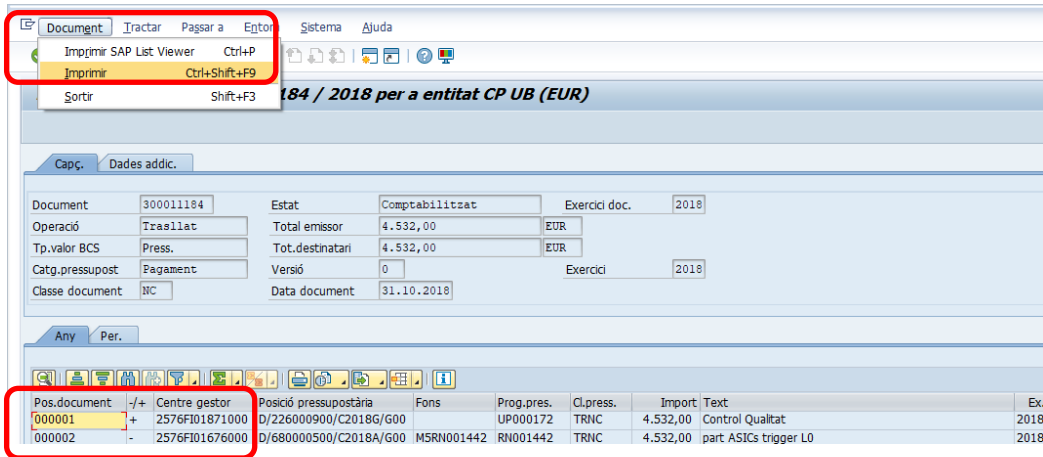 Document Tractar Passar a Entorn Sistema Ajuda
Imprimir SAP List Viewer Ctrl+P
Imprimir Ctrl+Shift+F9
Sortir Shift+F3
184 / 2018 per a entitat CP UB (EUR)
Capç. Dades addic.
Document 300011184 Estat Comptabilitzat Exercici doc. 2018
Operació Trasllat Total emissor 4.532,00 EUR
Tp.valor BCS Press. Tot.destinatari 4.532,00 EUR
Catg.pressupost Pagament Versió 0 Exercici 2018
Classe document NC Data document 31.10.2018
Any Per.
Pos.document -/+ Centre gestor Posició pressupostària Fons Prog.pres. Cl.press. Import Text Ex.
000001 + 2576FI01871000 D/226000900/C2018G/G00 UP000172 TRNC 4.532,00 Control Qualitat 2018
000002 - 2576FI01676000 D/680000500/C2018A/G00 M5RN001442 RN001442 TRNC 4.532,00 part ASICs trigger L0 2018